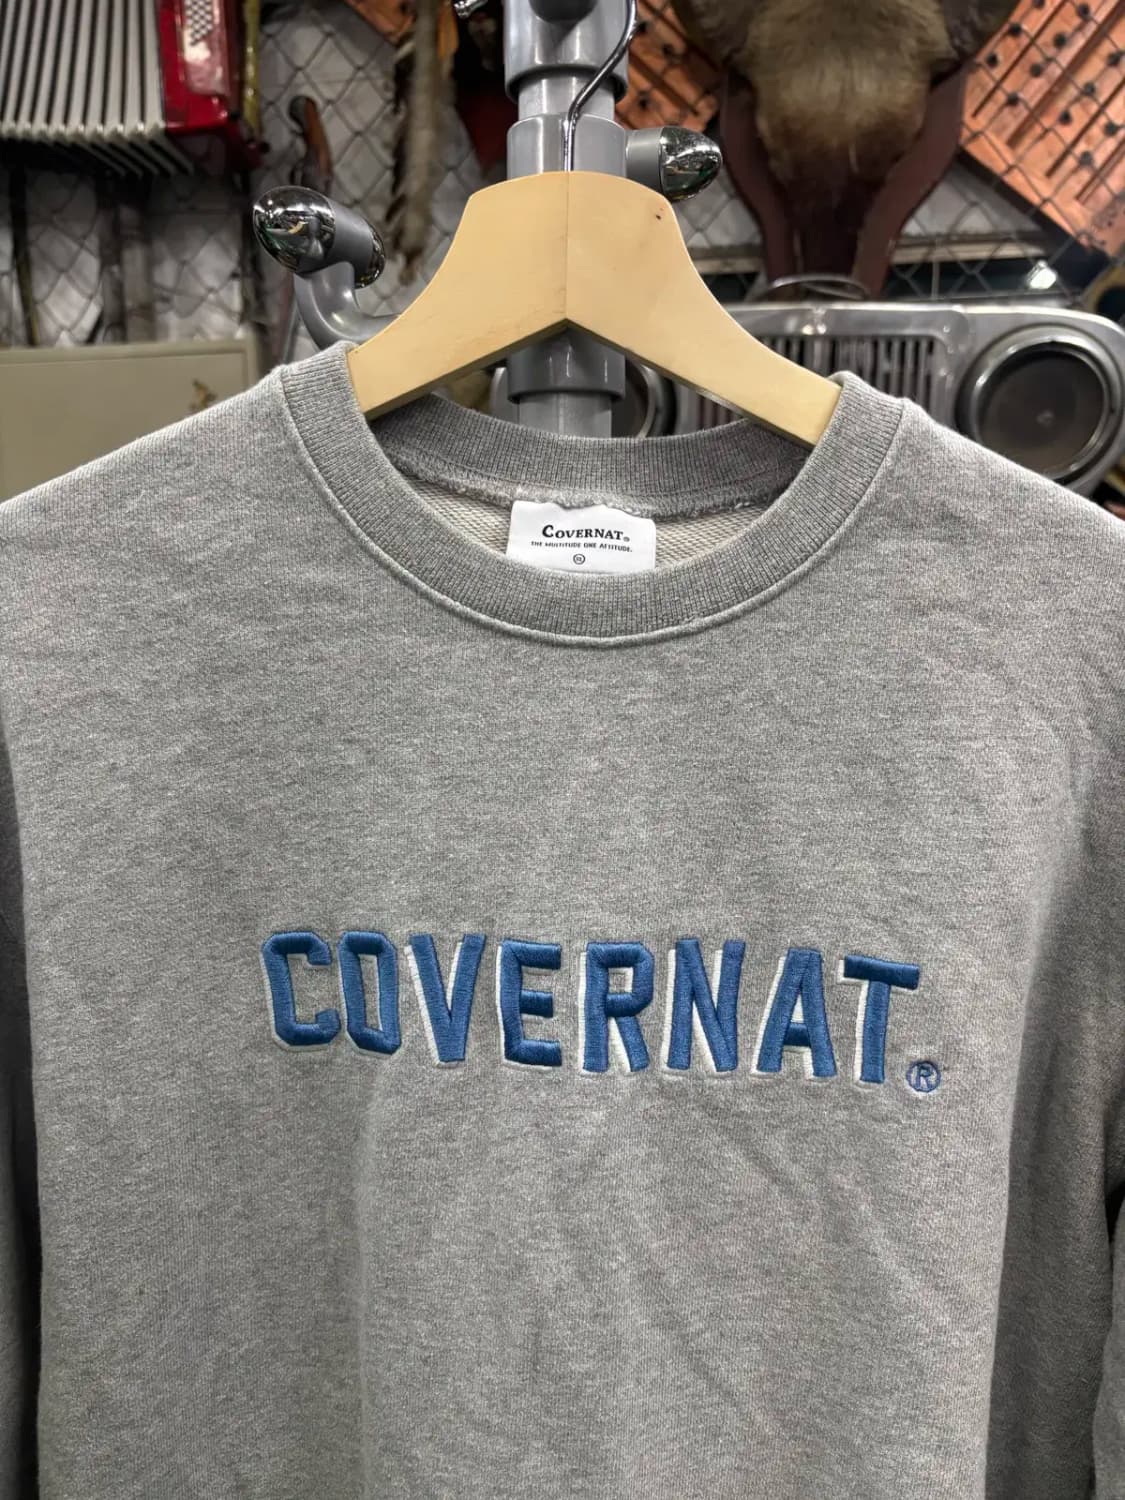 COVERNAT®
THE MULTITUDE ONE ATTITUDE.
COVERNAT®